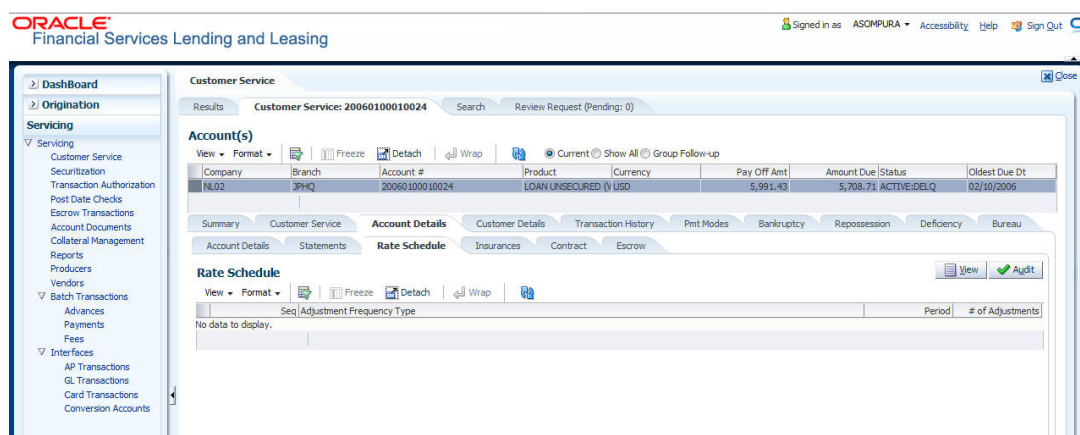 ORACLE®
Financial Services Lending and Leasing
Signed in as ASOMPURA Accessibility Help Sign Out
Close
DashBoard
Origination
Servicing
Servicing
Customer Service
Securitization
Transaction Authorization
Post Date Checks
Escrow Transactions
Account Documents
Collateral Management
Reports
Producers
Vendors
Batch Transactions
Advances
Payments
Fees
Interfaces
AP Transactions
GL Transactions
Card Transactions
Conversion Accounts
Customer Service
Results Customer Service: 20060100010024 Search Review Request (Pending: 0)
Account(s)
View Format Freeze Detach Wrap Current Show All Group Follow-up
Company Branch Account # Product Currency Pay Off Amt Amount Due Status Oldest Due Dt
NL02 JPHQ 20060100010024 LOAN UNSECURED (V USD 5,991.43 5,708.71 ACTIVE:DELQ 02/10/2006
Summary Customer Service Account Details Customer Details Transaction History Pmt Modes Bankruptcy Repossession Deficiency Bureau
Account Details Statements Rate Schedule Insurances Contract Escrow
Rate Schedule
View Audit
View Format Freeze Detach Wrap
Seq Adjustment Frequency Type Period # of Adjustments
No data to display.